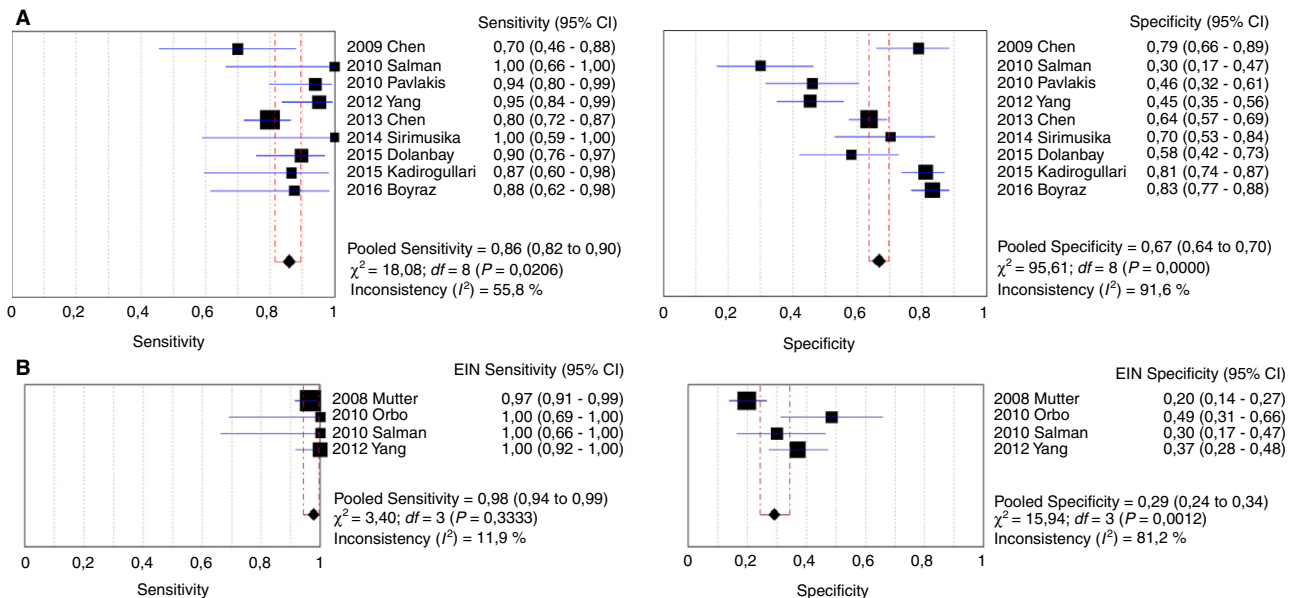 A
Sensitivity (95% CI)
2009 Chen 0,70 (0,46 - 0,88)
2010 Salman 1,00 (0,66 - 1,00)
2010 Pavlakis 0,94 (0,80 - 0,99)
2012 Yang 0,95 (0,84 - 0,99)
2013 Chen 0,80 (0,72 - 0,87)
2014 Sirimusika 1,00 (0,59 - 1,00)
2015 Dolanbay 0,90 (0,76 - 0,97)
2015 Kadirogullari 0,87 (0,60 - 0,98)
2016 Boyraz 0,88 (0,62 - 0,98)
Pooled Sensitivity = 0,86 (0,82 to 0,90)
χ² = 18,08; df = 8 (P = 0,0206)
Inconsistency (I²) = 55,8 %
0 0,2 0,4 0,6 0,8 1
Sensitivity
Specificity (95% CI)
2009 Chen 0,79 (0,66 - 0,89)
2010 Salman 0,30 (0,17 - 0,47)
2010 Pavlakis 0,46 (0,32 - 0,61)
2012 Yang 0,45 (0,35 - 0,56)
2013 Chen 0,64 (0,57 - 0,69)
2014 Sirimusika 0,70 (0,53 - 0,84)
2015 Dolanbay 0,58 (0,42 - 0,73)
2015 Kadirogullari 0,81 (0,74 - 0,87)
2016 Boyraz 0,83 (0,77 - 0,88)
Pooled Specificity = 0,67 (0,64 to 0,70)
χ² = 95,61; df = 8 (P = 0,0000)
Inconsistency (I²) = 91,6 %
0 0,2 0,4 0,6 0,8 1
Specificity
B
EIN Sensitivity (95% CI)
2008 Mutter 0,97 (0,91 - 0,99)
2010 Orbo 1,00 (0,69 - 1,00)
2010 Salman 1,00 (0,66 - 1,00)
2012 Yang 1,00 (0,92 - 1,00)
Pooled Sensitivity = 0,98 (0,94 to 0,99)
χ² = 3,40; df = 3 (P = 0,3333)
Inconsistency (I²) = 11,9 %
0 0,2 0,4 0,6 0,8 1
Sensitivity
EIN Specificity (95% CI)
2008 Mutter 0,20 (0,14 - 0,27)
2010 Orbo 0,49 (0,31 - 0,66)
2010 Salman 0,30 (0,17 - 0,47)
2012 Yang 0,37 (0,28 - 0,48)
Pooled Specificity = 0,29 (0,24 to 0,34)
χ² = 15,94; df = 3 (P = 0,0012)
Inconsistency (I²) = 81,2 %
0 0,2 0,4 0,6 0,8 1
Specificity